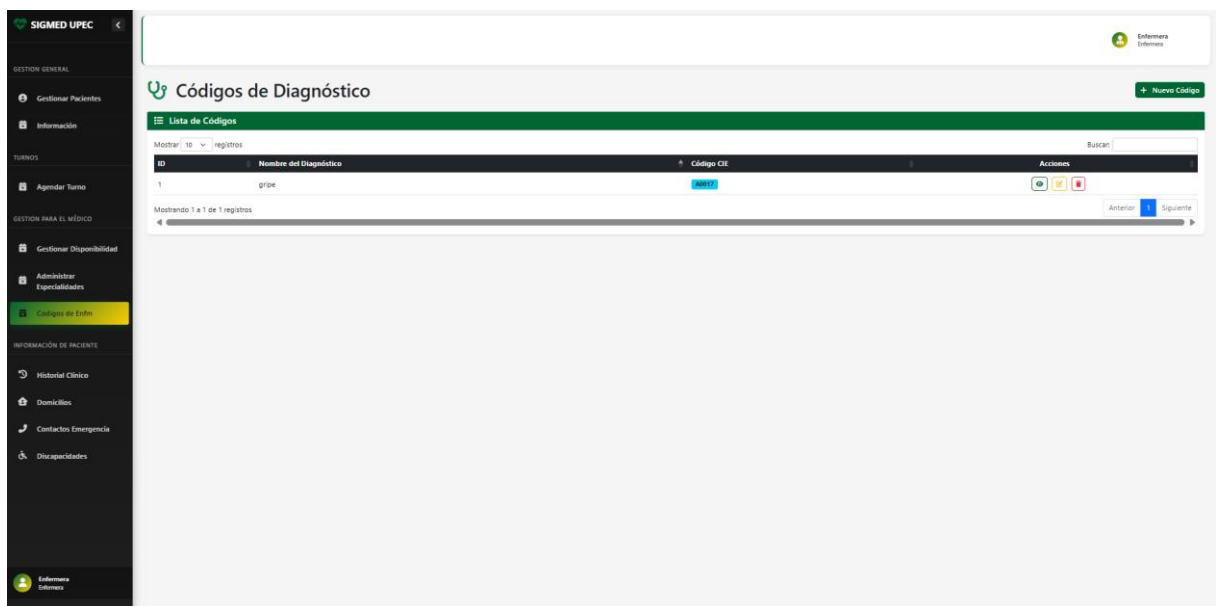 SIGMED UPEC
Enfermera
Enfermera
GESTION GENERAL
Gestionar Pacientes
Información
TURNOS
Agendar Turno
GESTION PARA EL MÉDICO
Gestionar Disponibilidad
Administrar
Especialidades
Códigos de Enfm
INFORMACIÓN DE PACIENTE
Historial Clínico
Domicilios
Contactos Emergencia
Discapacidades
Enfermera
Enfermera
Códigos de Diagnóstico
+ Nuevo Código
Lista de Códigos
Mostrar 10 registros
Buscar:
ID Nombre del Diagnóstico Código CIE Acciones
1 gripe A0017
Mostrando 1 a 1 de 1 registros
Anterior 1 Siguiente